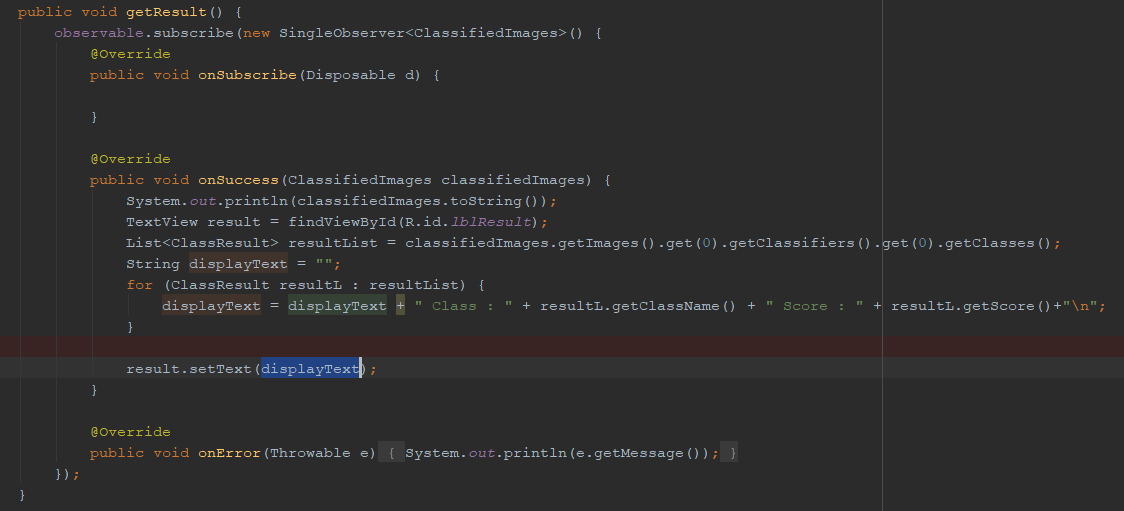 public void getResult() {
observable.subscribe(new SingleObserver<ClassifiedImages>() {
@Override
public void onSubscribe(Disposable d) {
}
@Override
public void onSuccess(ClassifiedImages classifiedImages) {
System.out.println(classifiedImages.toString());
TextView result = findViewById(R.id.lblResult);
List<ClassResult> resultList = classifiedImages.getImages().get(0).getClassifiers().get(0).getClasses();
String displayText = "";
for (ClassResult resultL : resultList) {
displayText = displayText + " Class : " + resultL.getClassName() + " Score : " + resultL.getScore()+"\n";
}
result.setText(displayText);
}
@Override
public void onError(Throwable e) { System.out.println(e.getMessage()); }
});
}